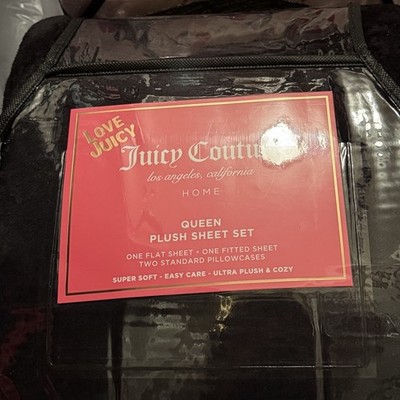 LOVE
JUICY
Juicy Couture
los angeles, california
HOME
QUEEN
PLUSH SHEET SET
ONE FLAT SHEET • ONE FITTED SHEET
TWO STANDARD PILLOWCASES
SUPER SOFT - EASY CARE - ULTRA PLUSH & COZY